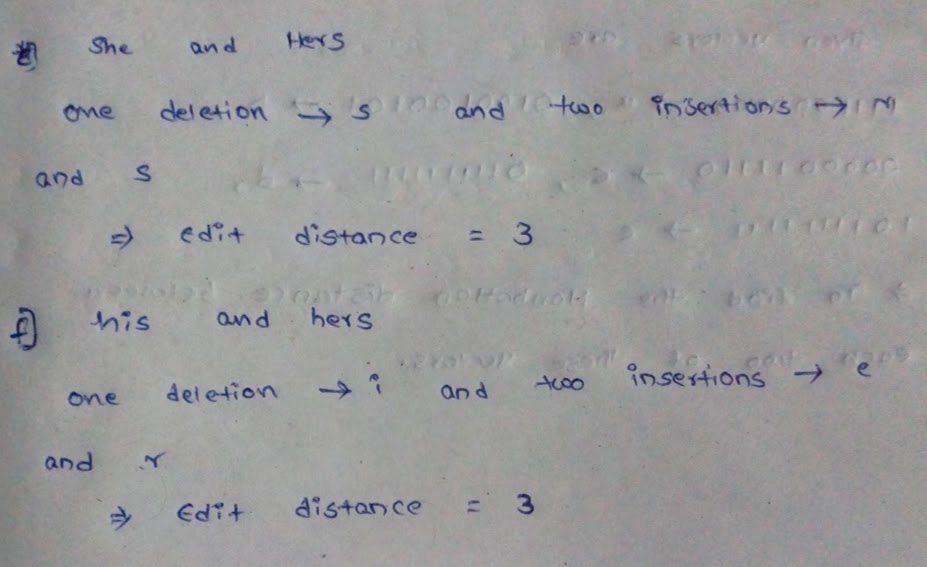 e] She and Hers
one deletion → s and two insertions → r
and s
⇒ edit distance = 3
f] his and hers
one deletion → i and two insertions → e
and r
⇒ Edit distance = 3